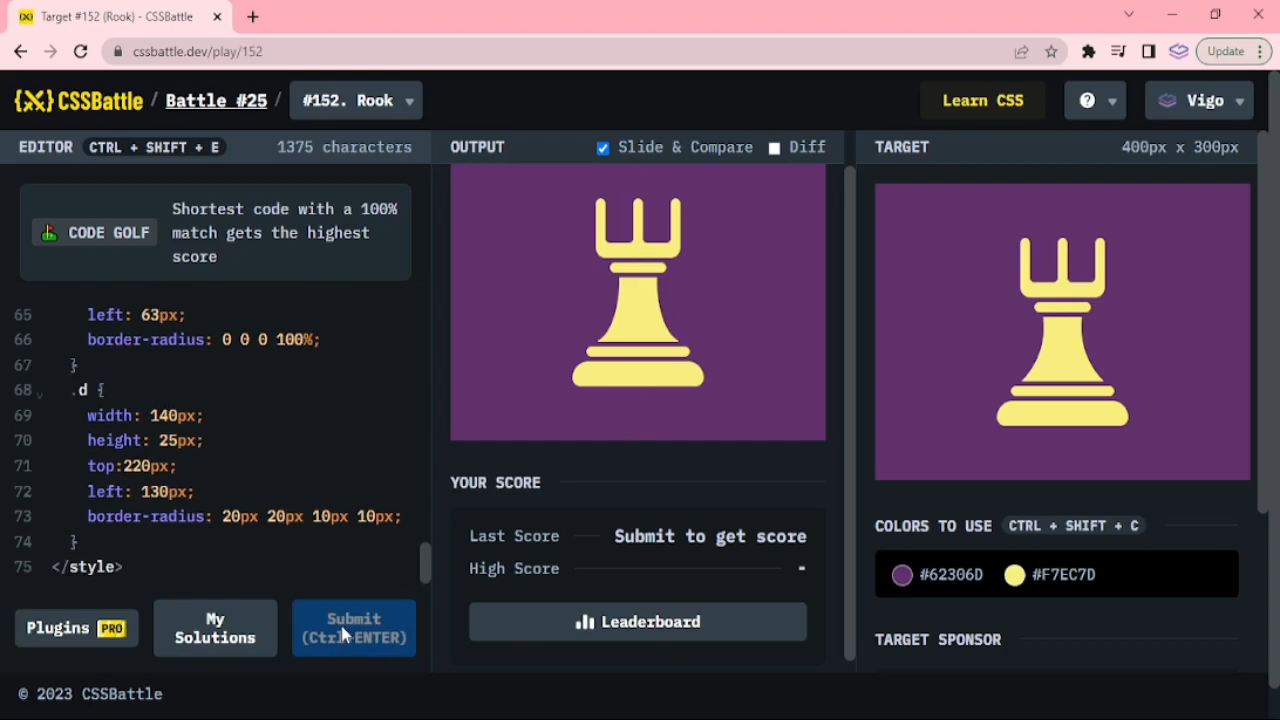 Target #152 (Rook) - CSSBattle
cssbattle.dev/play/152
Update
{X} CSSBattle / Battle #25 / #152. Rook
Learn CSS
?
Vigo
EDITOR CTRL + SHIFT + E 1375 characters
CODE GOLF
Shortest code with a 100%
match gets the highest
score
65 left: 63px;
66 border-radius: 0 0 0 100%;
67 }
68 .d {
69 width: 140px;
70 height: 25px;
71 top:220px;
72 left: 130px;
73 border-radius: 20px 20px 10px 10px;
74 }
75 </style>
Plugins PRO
My
Solutions
Submit
(Ctrl+ENTER)
OUTPUT Slide & Compare Diff
YOUR SCORE
Last Score Submit to get score
High Score -
Leaderboard
TARGET 400px x 300px
COLORS TO USE CTRL + SHIFT + C
#62306D #F7EC7D
TARGET SPONSOR
© 2023 CSSBattle